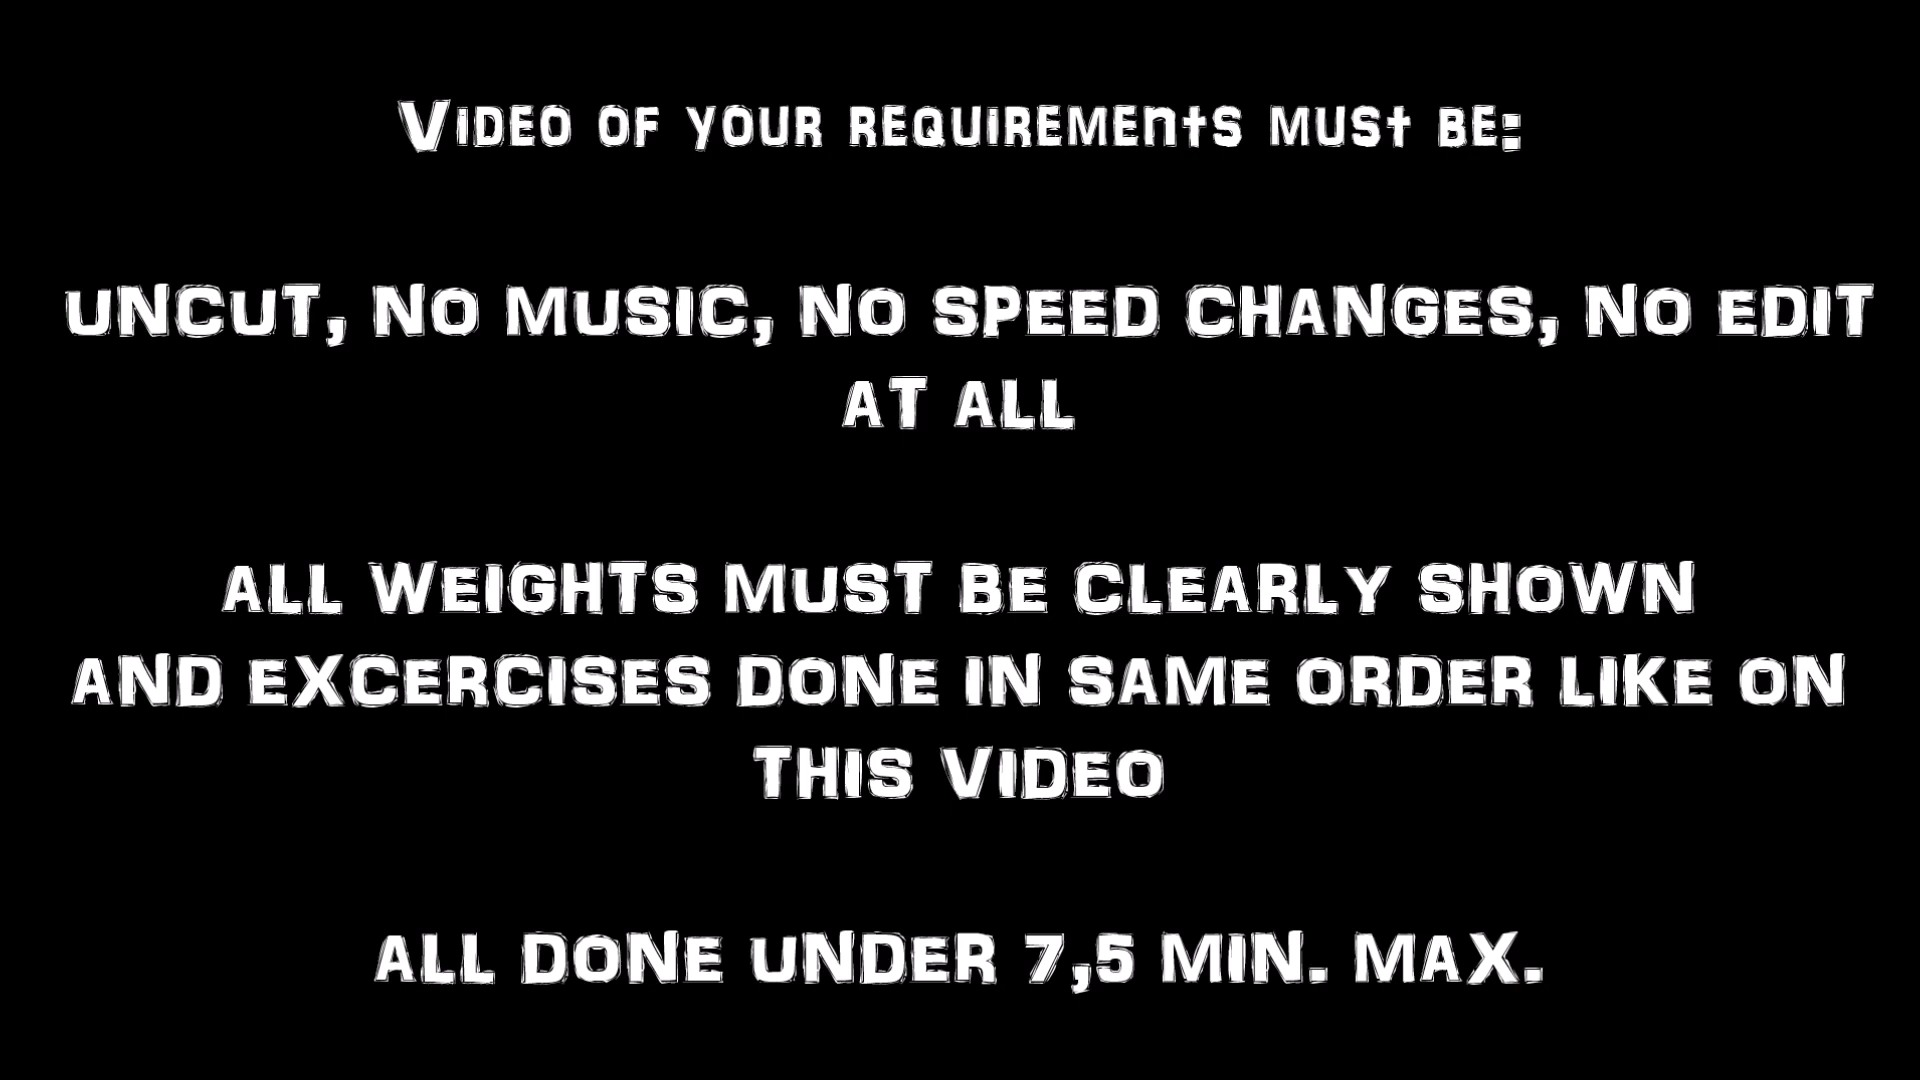 Video of your requirements must be:
UNCUT, NO MUSIC, NO SPEED CHANGES, NO EDIT
AT ALL
ALL WEIGHTS MUST BE CLEARLY SHOWN
AND EXCERCISES DONE IN SAME ORDER LIKE ON
THIS VIDEO
ALL DONE UNDER 7,5 MIN. MAX.